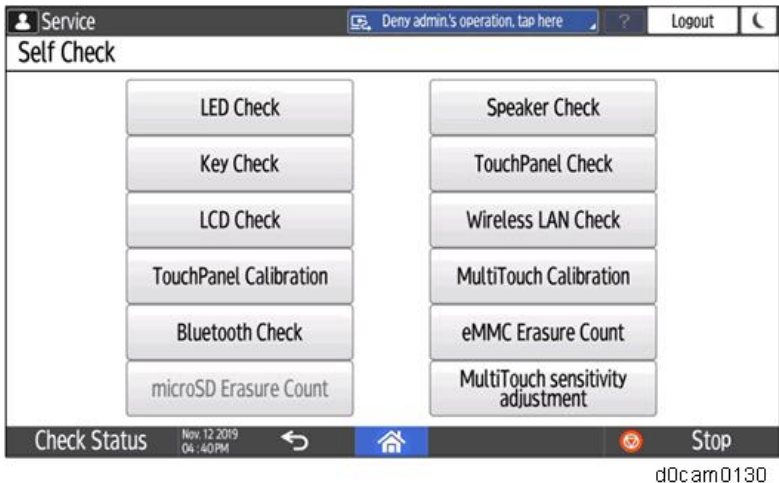 Service
Deny admin.'s operation, tap here
?
Logout
Self Check
LED Check
Speaker Check
Key Check
TouchPanel Check
LCD Check
Wireless LAN Check
TouchPanel Calibration
MultiTouch Calibration
Bluetooth Check
eMMC Erasure Count
microSD Erasure Count
MultiTouch sensitivity
adjustment
Check Status
Nov. 12 2019
04:40PM
Stop
d0cam0130